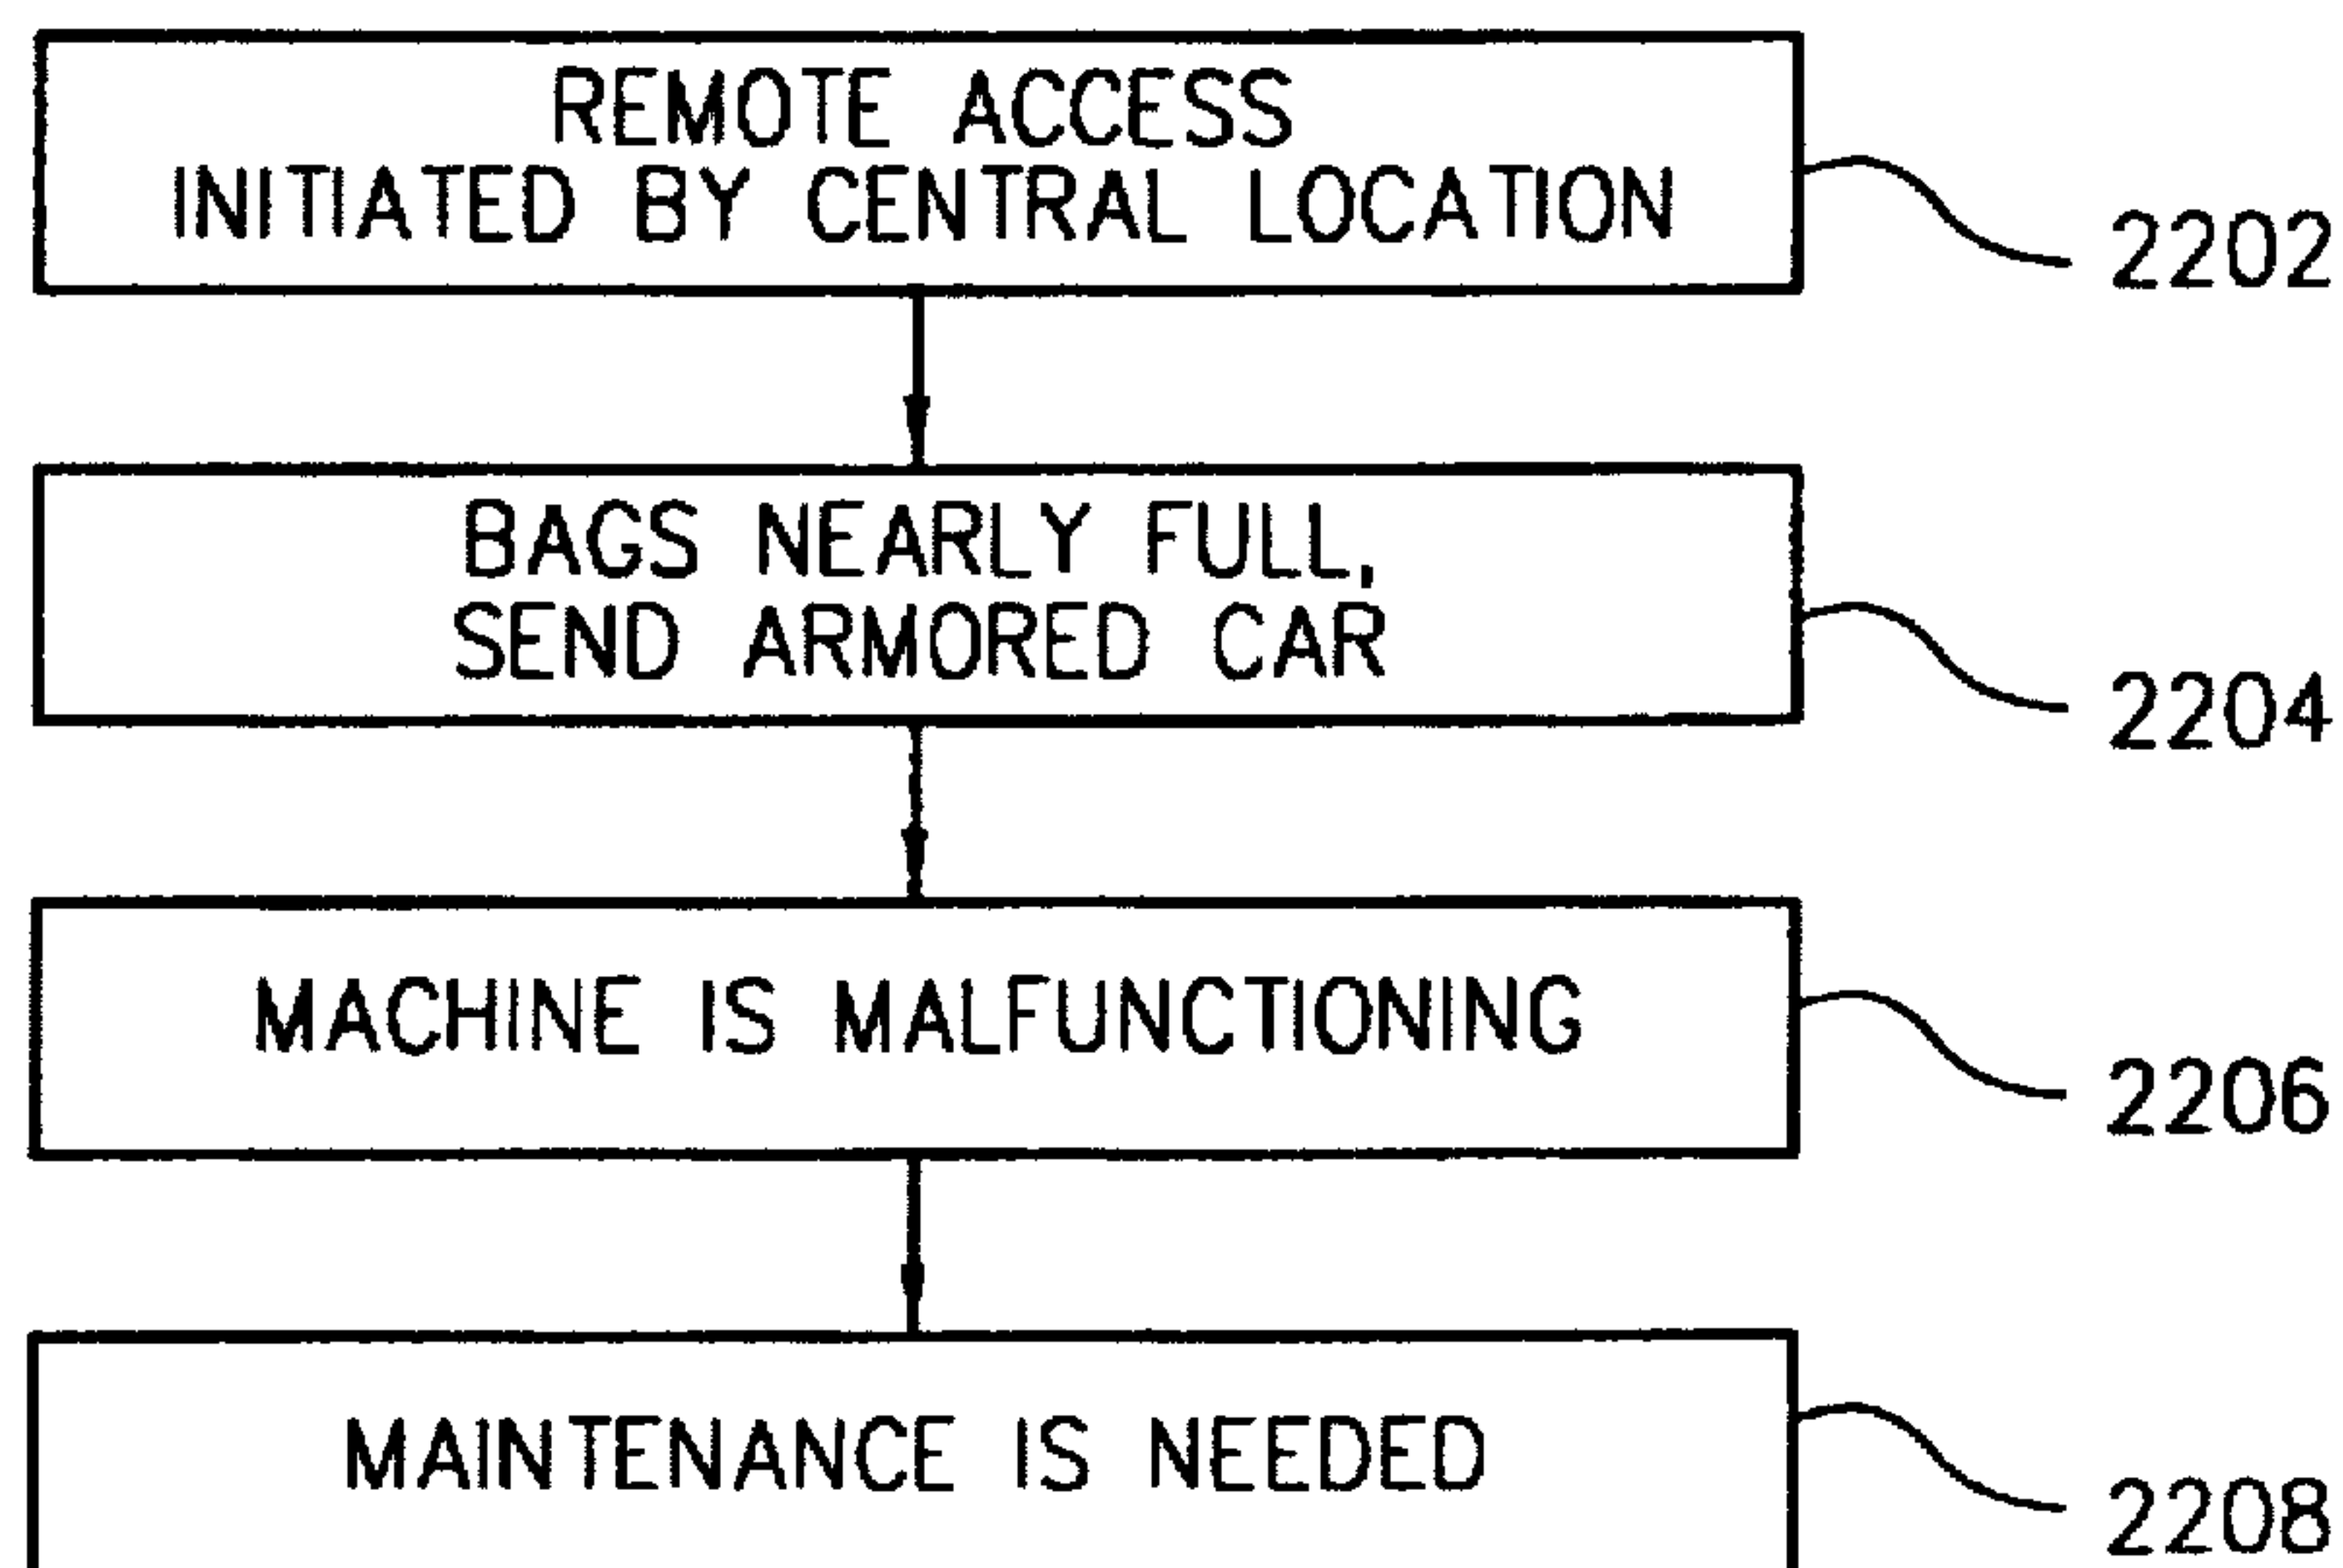 REMOTE ACCESS
INITIATED BY CENTRAL LOCATION
2202
BAGS NEARLY FULL,
SEND ARMORED CAR
2204
MACHINE IS MALFUNCTIONING
2206
MAINTENANCE IS NEEDED
2208